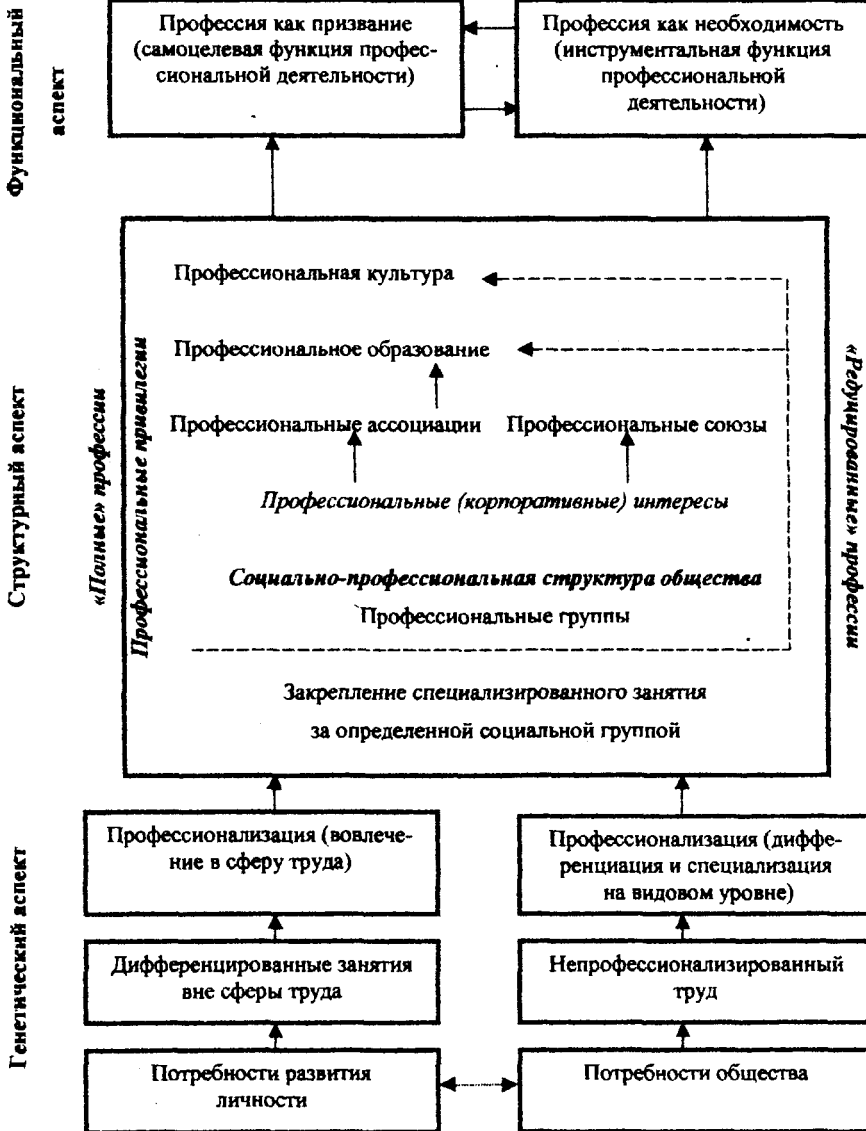 Функциональный
аспект
Профессия как призвание
(самоцелевая функция профес-
сиональной деятельности)
Профессия как необходимость
(инструментальная функция
профессиональной
деятельности)
Структурный аспект
«Полные» профессии
Профессиональные привилегии
Профессиональная культура
Профессиональное образование
Профессиональные ассоциации
Профессиональные союзы
Профессиональные (корпоративные) интересы
Социально-профессиональная структура общества
Профессиональные группы
Закрепление специализированного занятия
за определенной социальной группой
«Редуцированные» профессии
Генетический аспект
Профессионализация (вовлече-
ние в сферу труда)
Профессионализация (диффе-
ренциация и специализация
на видовом уровне)
Дифференцированные занятия
вне сферы труда
Непрофессионализированный
труд
Потребности развития
личности
Потребности общества